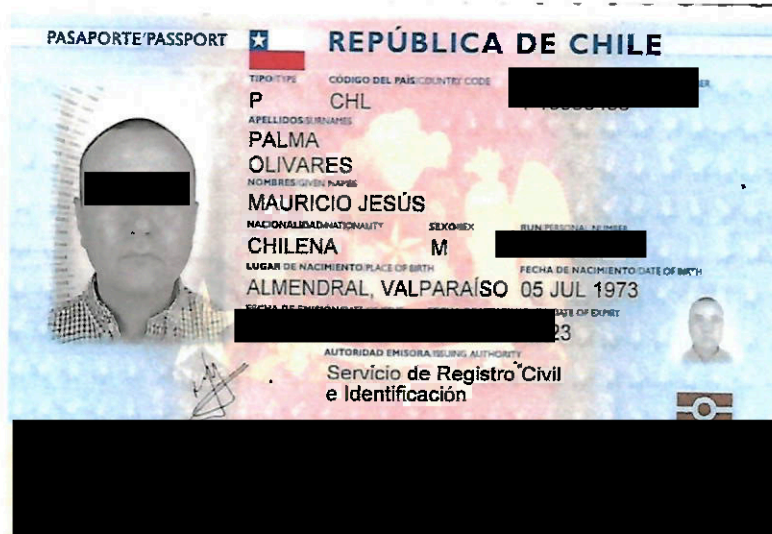 PASAPORTE/PASSPORT
REPÚBLICA DE CHILE
TIPO/TYPE CÓDIGO DEL PAÍS/COUNTRY CODE
P CHL
APELLIDOS/SURNAMES
PALMA
OLIVARES
NOMBRES/GIVEN NAMES
MAURICIO JESÚS
NACIONALIDAD/NATIONALITY SEXO/SEX RUN/PERSONAL NUMBER
CHILENA M
LUGAR DE NACIMIENTO/PLACE OF BIRTH FECHA DE NACIMIENTO/DATE OF BIRTH
ALMENDRAL, VALPARAÍSO 05 JUL 1973
DATE OF EXPIRY
23
AUTORIDAD EMISORA/ISSUING AUTHORITY
Servicio de Registro Civil
e Identificación